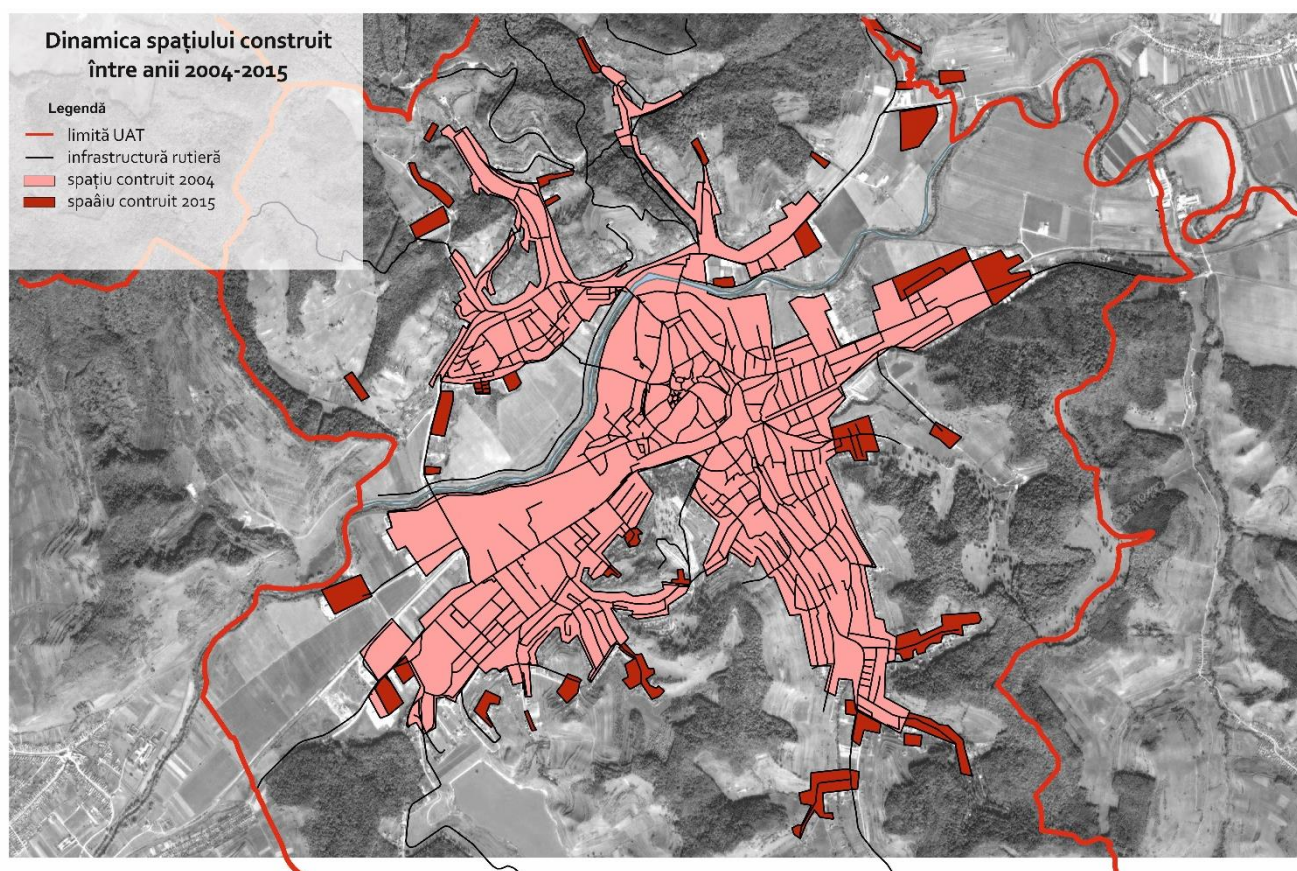 Dinamica spațiului construit
între anii 2004-2015
Legendă
limită UAT
infrastructură rutieră
spațiu contruit 2004
spaâiu contruit 2015